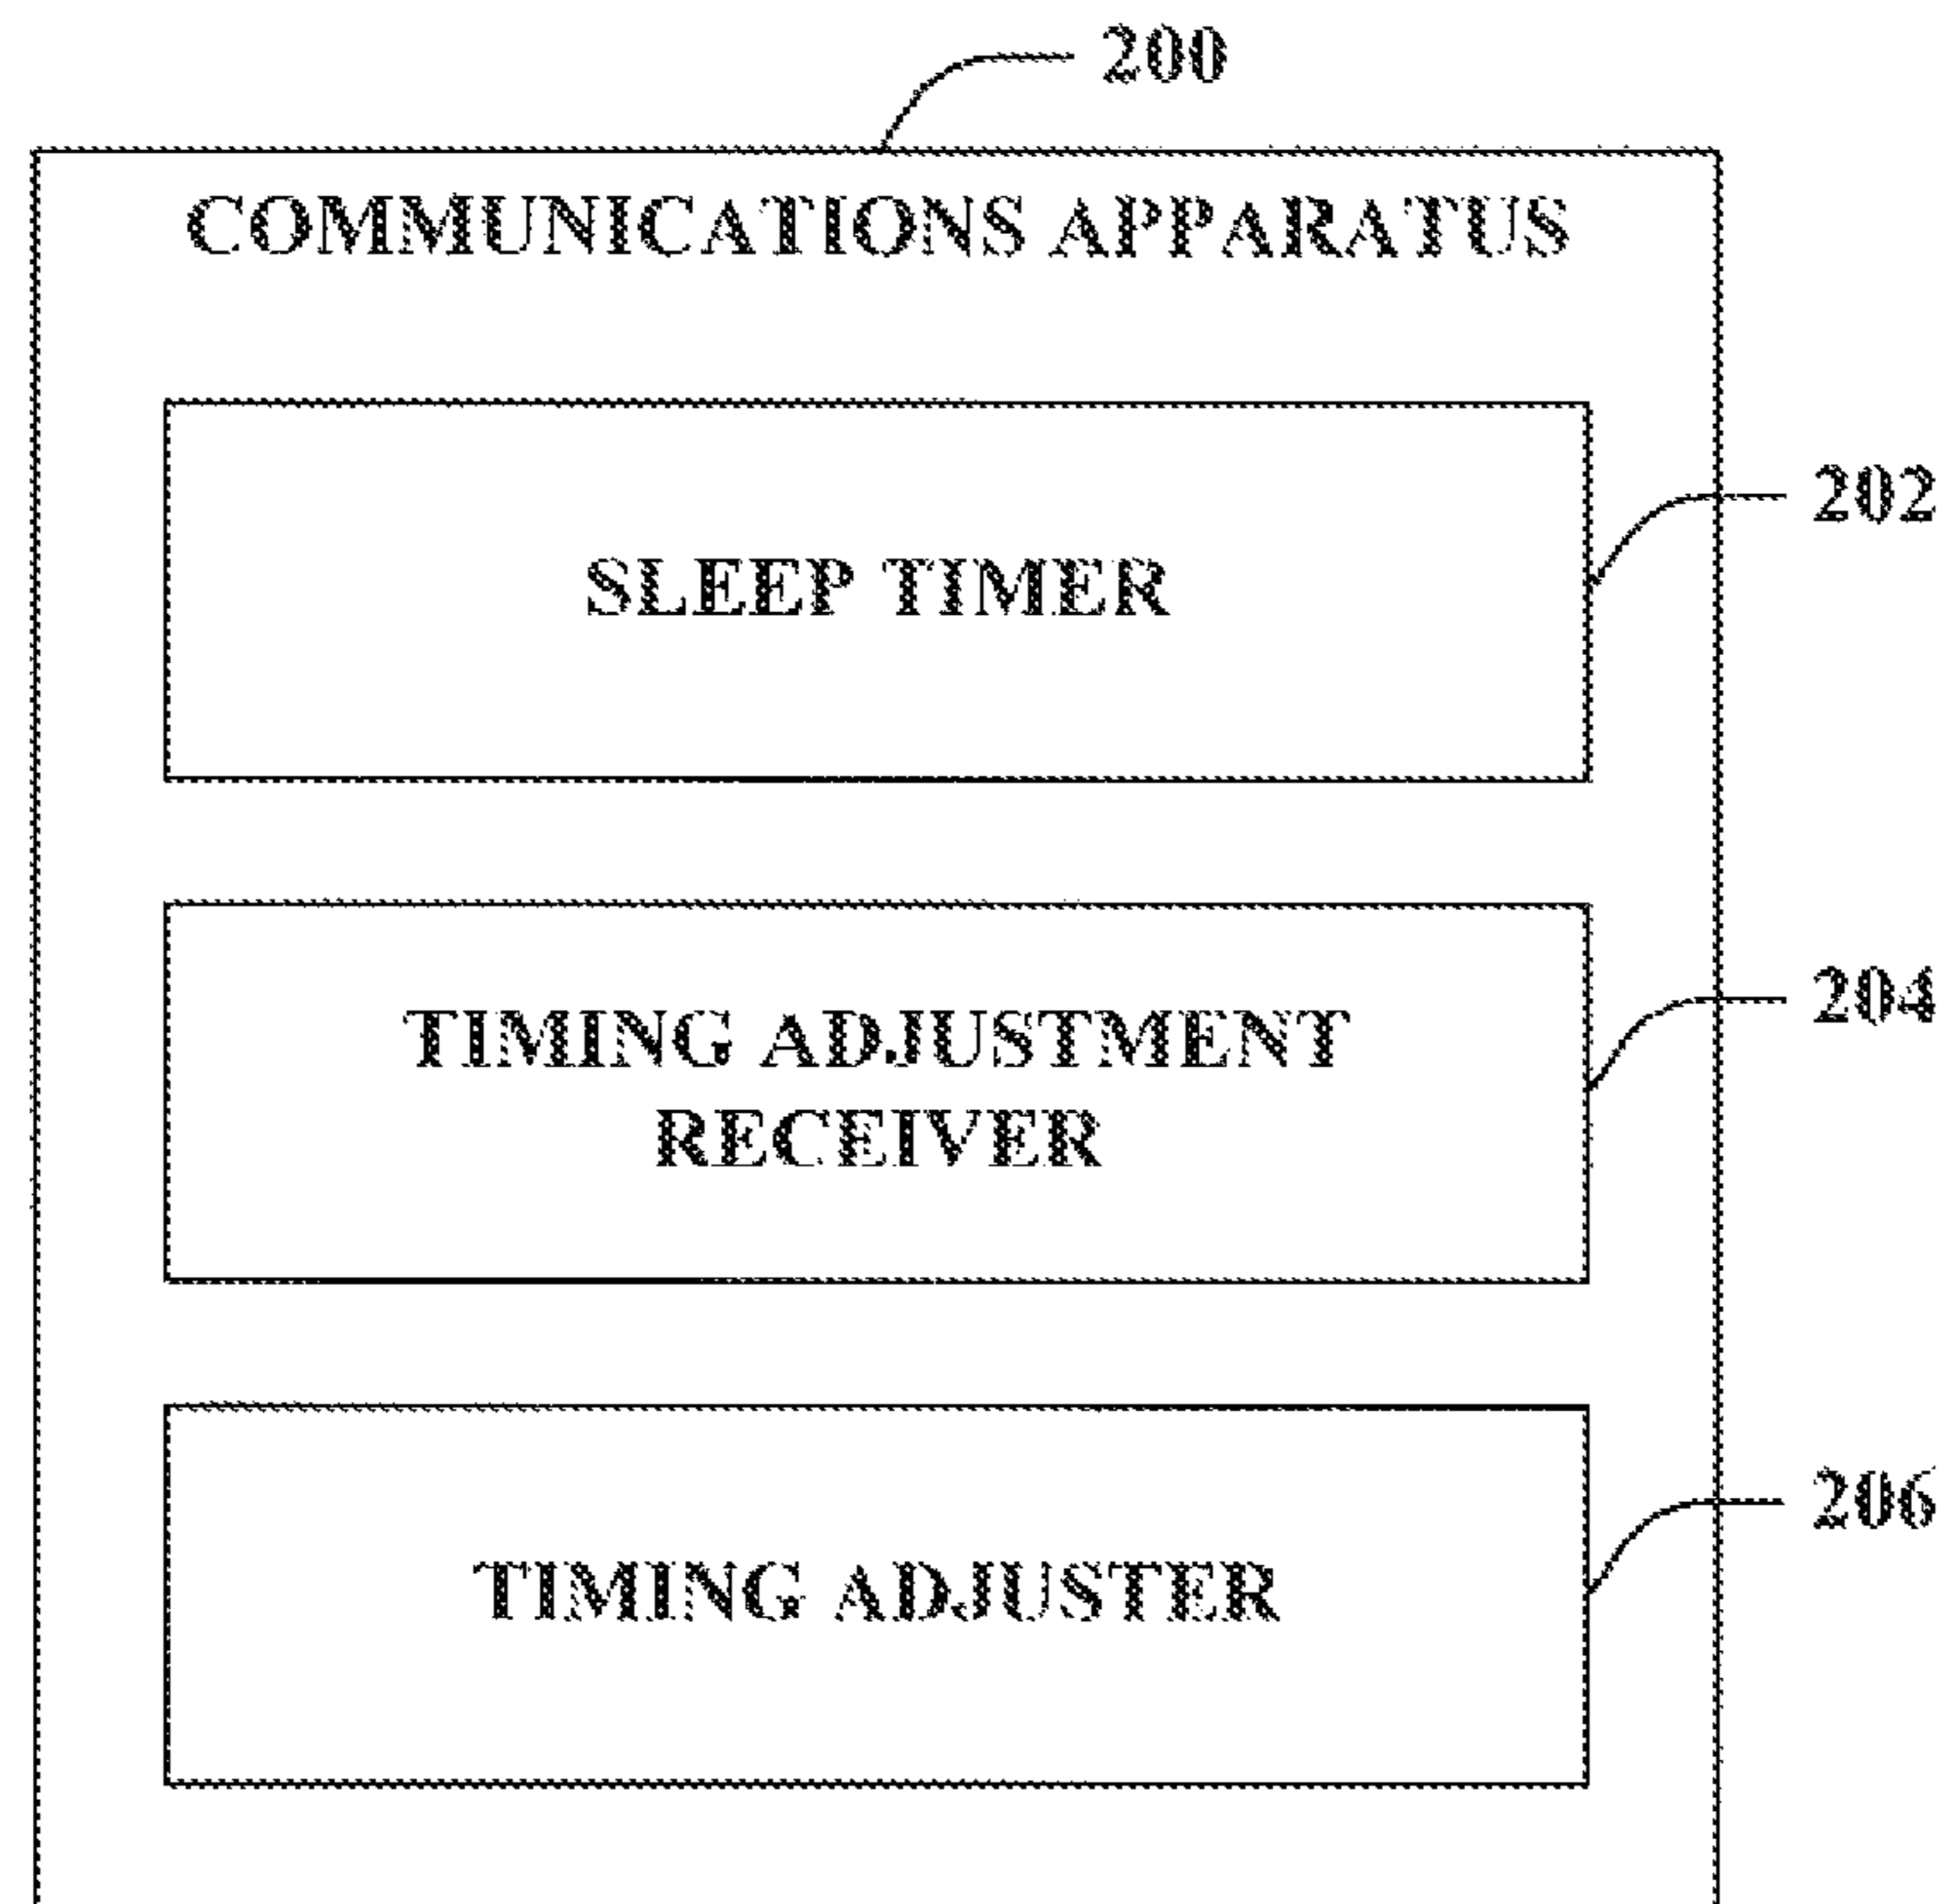 200
COMMUNICATIONS APPARATUS
202
SLEEP TIMER
204
TIMING ADJUSTMENT
RECEIVER
206
TIMING ADJUSTER